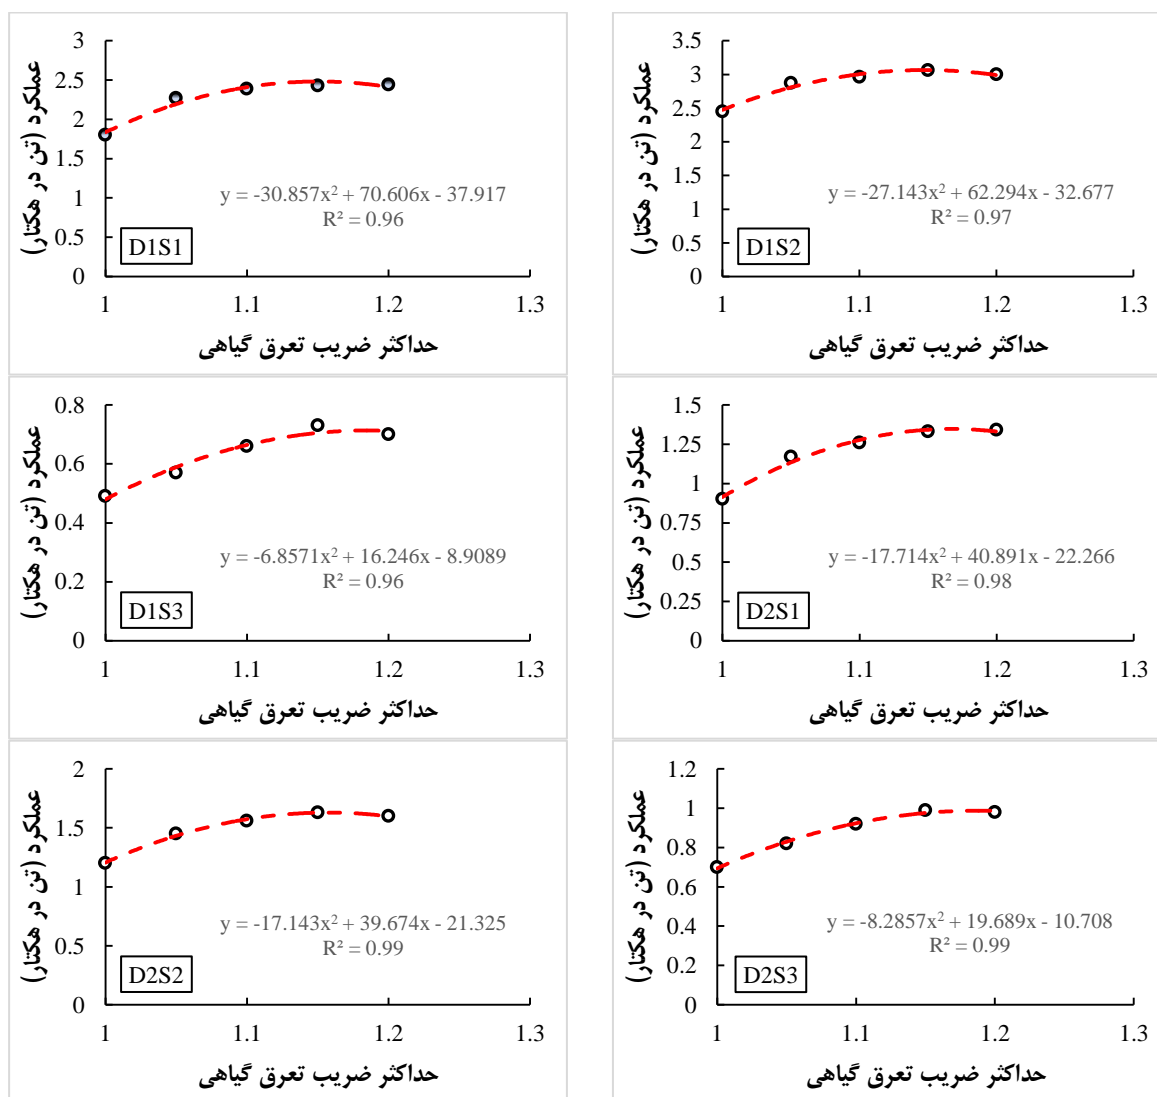 عملکرد (تن در هکتار)
3
2.5
2
1.5
1
0.5
0
y = -30.857x² + 70.606x - 37.917
R² = 0.96
D1S1
1 1.1 1.2 1.3
حداکثر ضریب تعرق گیاهی
عملکرد (تن در هکتار)
3.5
3
2.5
2
1.5
1
0.5
0
y = -27.143x² + 62.294x - 32.677
R² = 0.97
D1S2
1 1.1 1.2 1.3
حداکثر ضریب تعرق گیاهی
عملکرد (تن در هکتار)
0.8
0.6
0.4
0.2
0
y = -6.8571x² + 16.246x - 8.9089
R² = 0.96
D1S3
1 1.1 1.2 1.3
حداکثر ضریب تعرق گیاهی
عملکرد (تن در هکتار)
1.5
1.25
1
0.75
0.5
0.25
0
y = -17.714x² + 40.891x - 22.266
R² = 0.98
D2S1
1 1.1 1.2 1.3
حداکثر ضریب تعرق گیاهی
عملکرد (تن در هکتار)
2
1.5
1
0.5
0
y = -17.143x² + 39.674x - 21.325
R² = 0.99
D2S2
1 1.1 1.2 1.3
حداکثر ضریب تعرق گیاهی
عملکرد (تن در هکتار)
1.2
1
0.8
0.6
0.4
0.2
0
y = -8.2857x² + 19.689x - 10.708
R² = 0.99
D2S3
1 1.1 1.2 1.3
حداکثر ضریب تعرق گیاهی